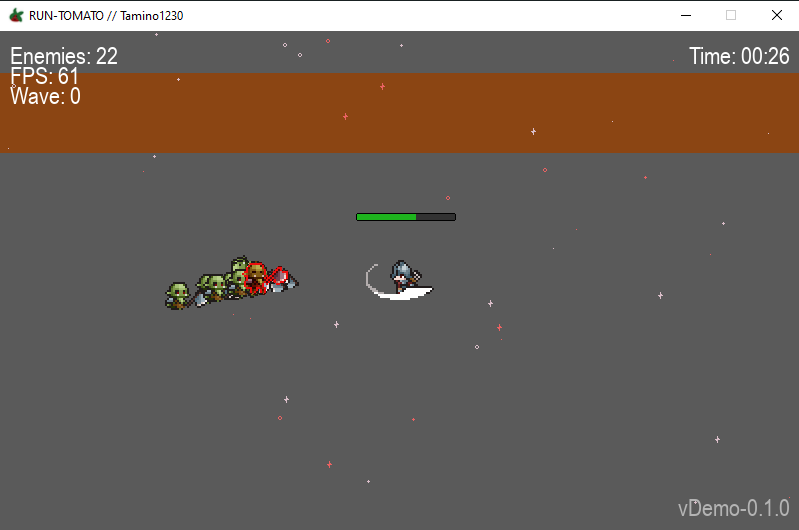 RUN-TOMATO // Tamino1230
Enemies: 22
Time: 00:26
FPS: 61
Wave: 0
vDemo-0.1.0